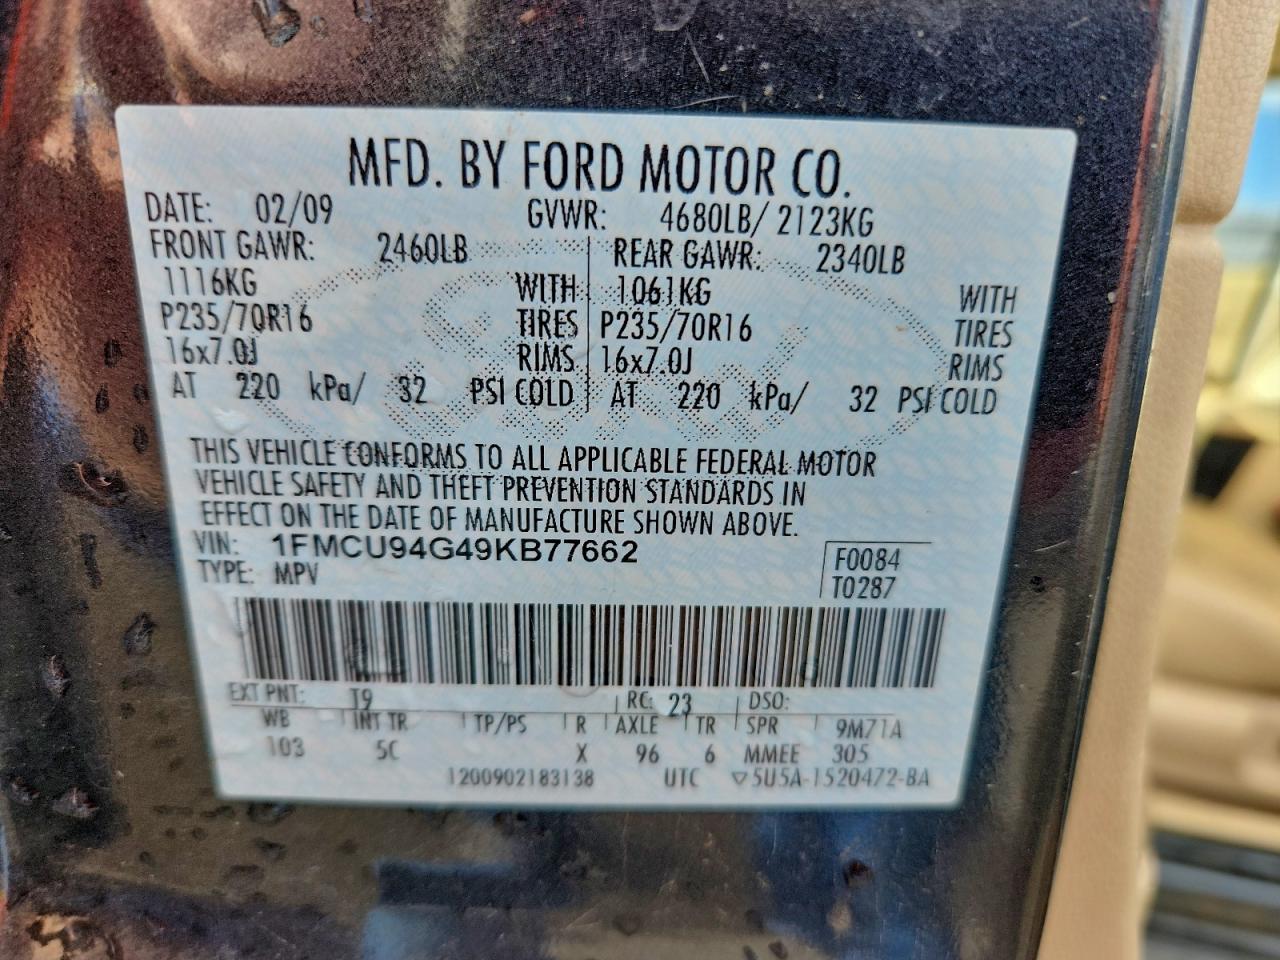 MFD. BY FORD MOTOR CO.
DATE: 02/09 GVWR: 4680LB/ 2123KG
FRONT GAWR: 2460LB REAR GAWR: 2340LB
1116KG WITH 1061KG WITH
P235/70R16 TIRES P235/70R16 TIRES
16x7.0J RIMS 16x7.0J RIMS
AT 220 kPa/ 32 PSI COLD AT 220 kPa/ 32 PSI COLD
THIS VEHICLE CONFORMS TO ALL APPLICABLE FEDERAL MOTOR
VEHICLE SAFETY AND THEFT PREVENTION STANDARDS IN
EFFECT ON THE DATE OF MANUFACTURE SHOWN ABOVE.
VIN: 1FMCU94G49KB77662 F0084
TYPE: MPV T0287
EXT PNT: T9 RC: 23 DSO:
WB INT TR TP/PS R AXLE TR SPR 9M71A
103 5C X 96 6 MMEE 305
1200902183138 UTC ▽5U5A-1520472-BA